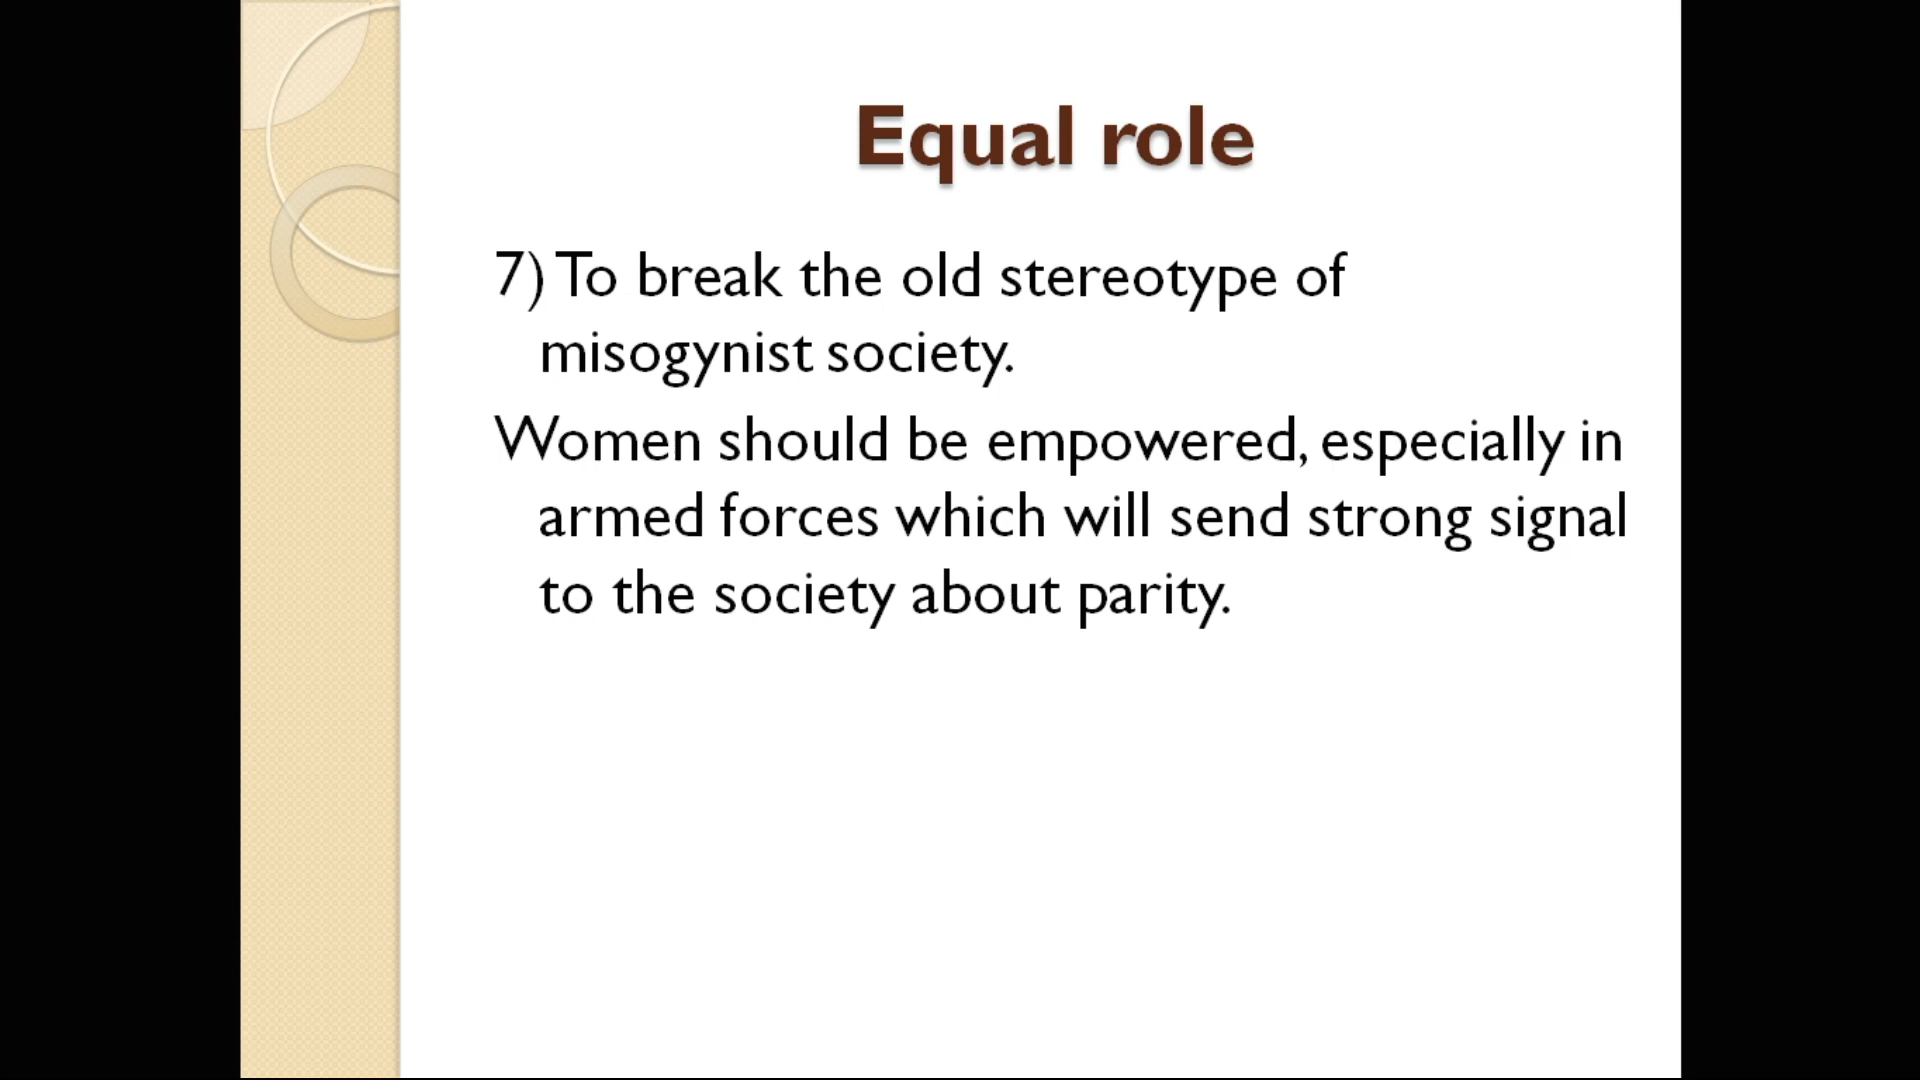 Equal role
7) To break the old stereotype of
misogynist society.
Women should be empowered, especially in
armed forces which will send strong signal
to the society about parity.